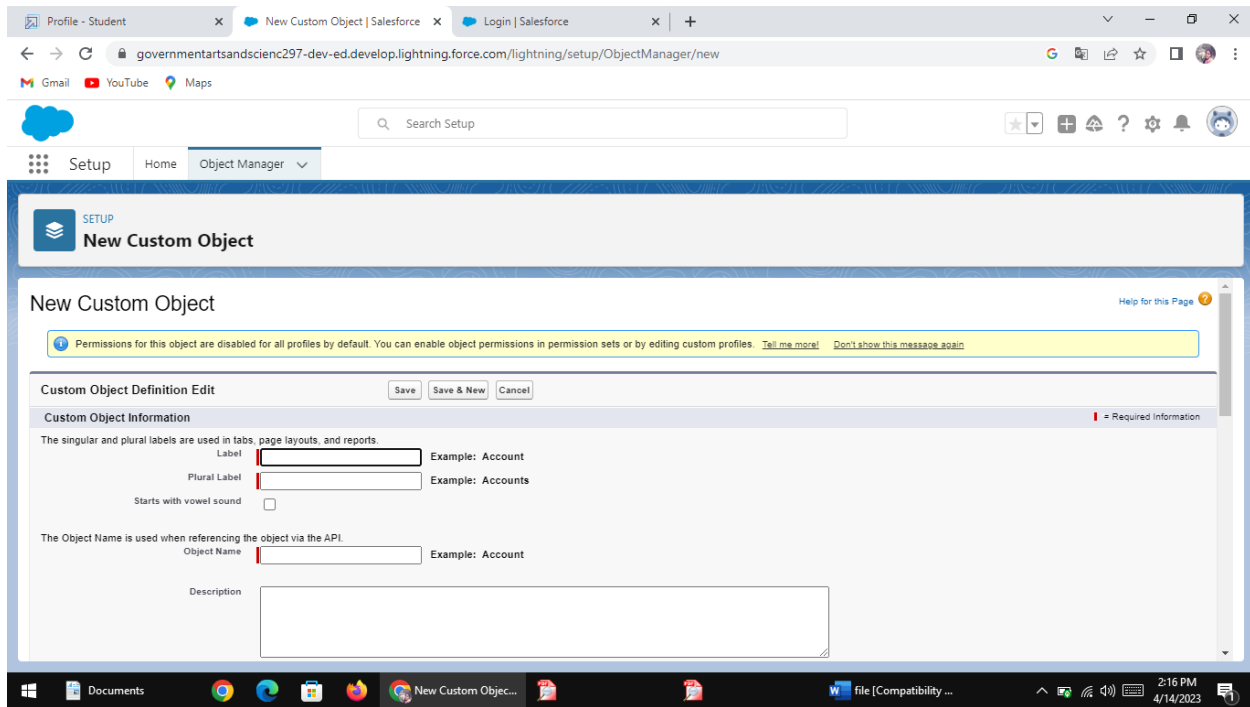 Profile - Student
New Custom Object | Salesforce
Login | Salesforce
governmentartsandscienc297-dev-ed.develop.lightning.force.com/lightning/setup/ObjectManager/new
Gmail YouTube Maps
Search Setup
Setup Home Object Manager
SETUP
New Custom Object
New Custom Object
Help for this Page
Permissions for this object are disabled for all profiles by default. You can enable object permissions in permission sets or by editing custom profiles. Tell me more! Don't show this message again
Custom Object Definition Edit Save Save & New Cancel
Custom Object Information = Required Information
The singular and plural labels are used in tabs, page layouts, and reports.
Label Example: Account
Plural Label Example: Accounts
Starts with vowel sound
The Object Name is used when referencing the object via the API.
Object Name Example: Account
Description
Documents New Custom Objec... file [Compatibility ... 2:16 PM
4/14/2023